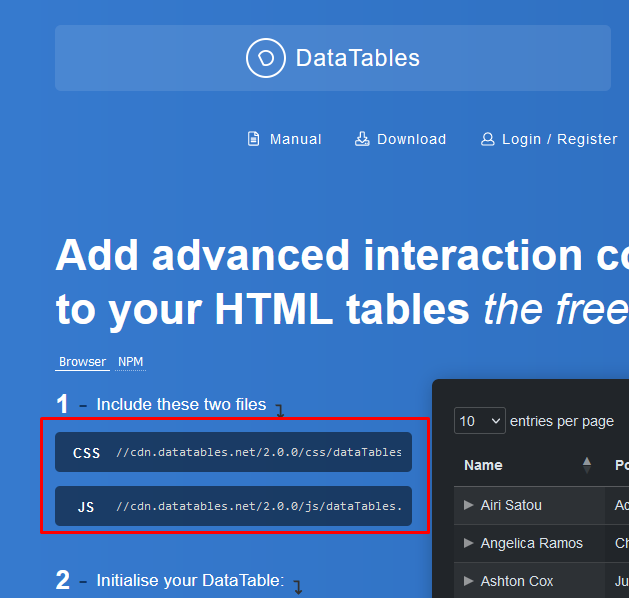 DataTables
Manual Download Login / Register
Add advanced interaction co
to your HTML tables the free
Browser NPM
1 - Include these two files
CSS //cdn.datatables.net/2.0.0/css/dataTables
JS //cdn.datatables.net/2.0.0/js/dataTables.
2 - Initialise your DataTable:
10 entries per page
Name Po
Airi Satou Ac
Angelica Ramos Ch
Ashton Cox Ju